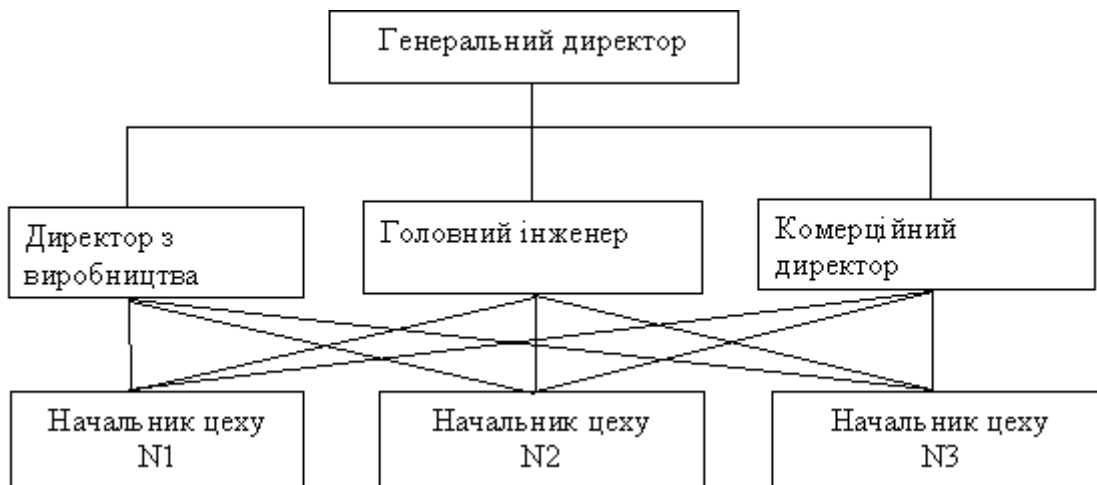 Генеральний директор
Директор з
виробництва
Головний інженер
Комерційний
директор
Начальник цеху
N1
Начальник цеху
N2
Начальник цеху
N3